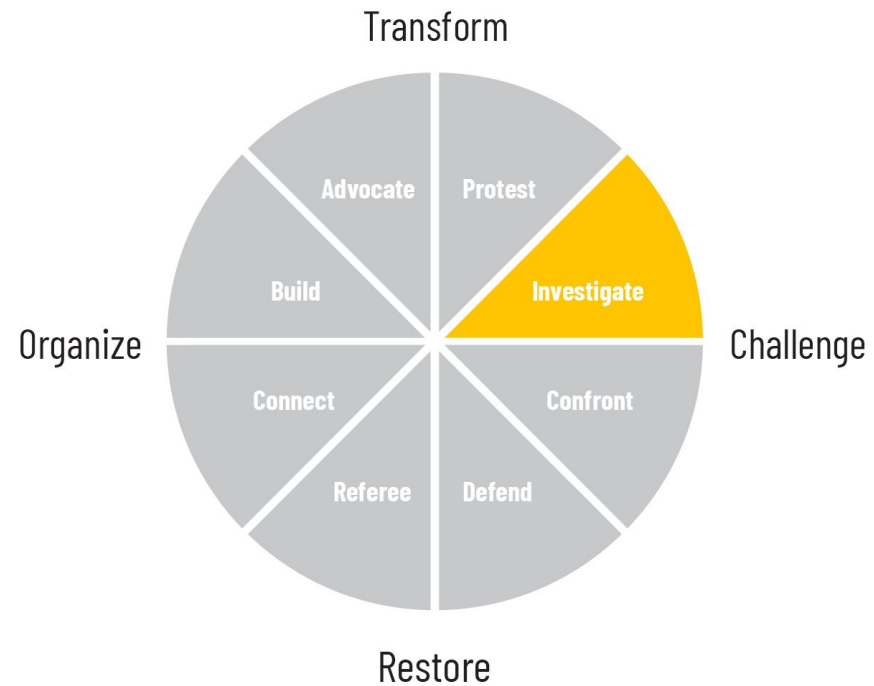 Transform
Advocate
Protest
Build
Investigate
Organize
Challenge
Connect
Confront
Referee
Defend
Restore